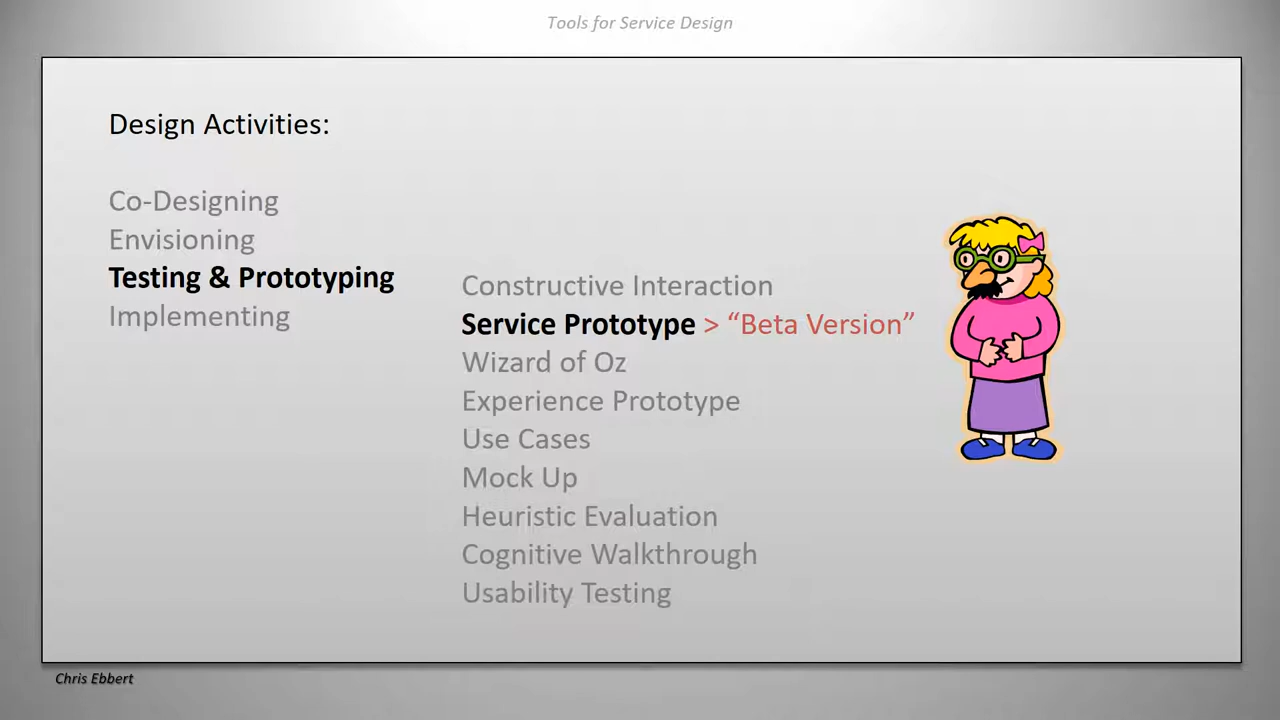 Tools for Service Design
Design Activities:
Co-Designing
Envisioning
Testing & Prototyping
Implementing
Constructive Interaction
Service Prototype > “Beta Version”
Wizard of Oz
Experience Prototype
Use Cases
Mock Up
Heuristic Evaluation
Cognitive Walkthrough
Usability Testing
Chris Ebbert